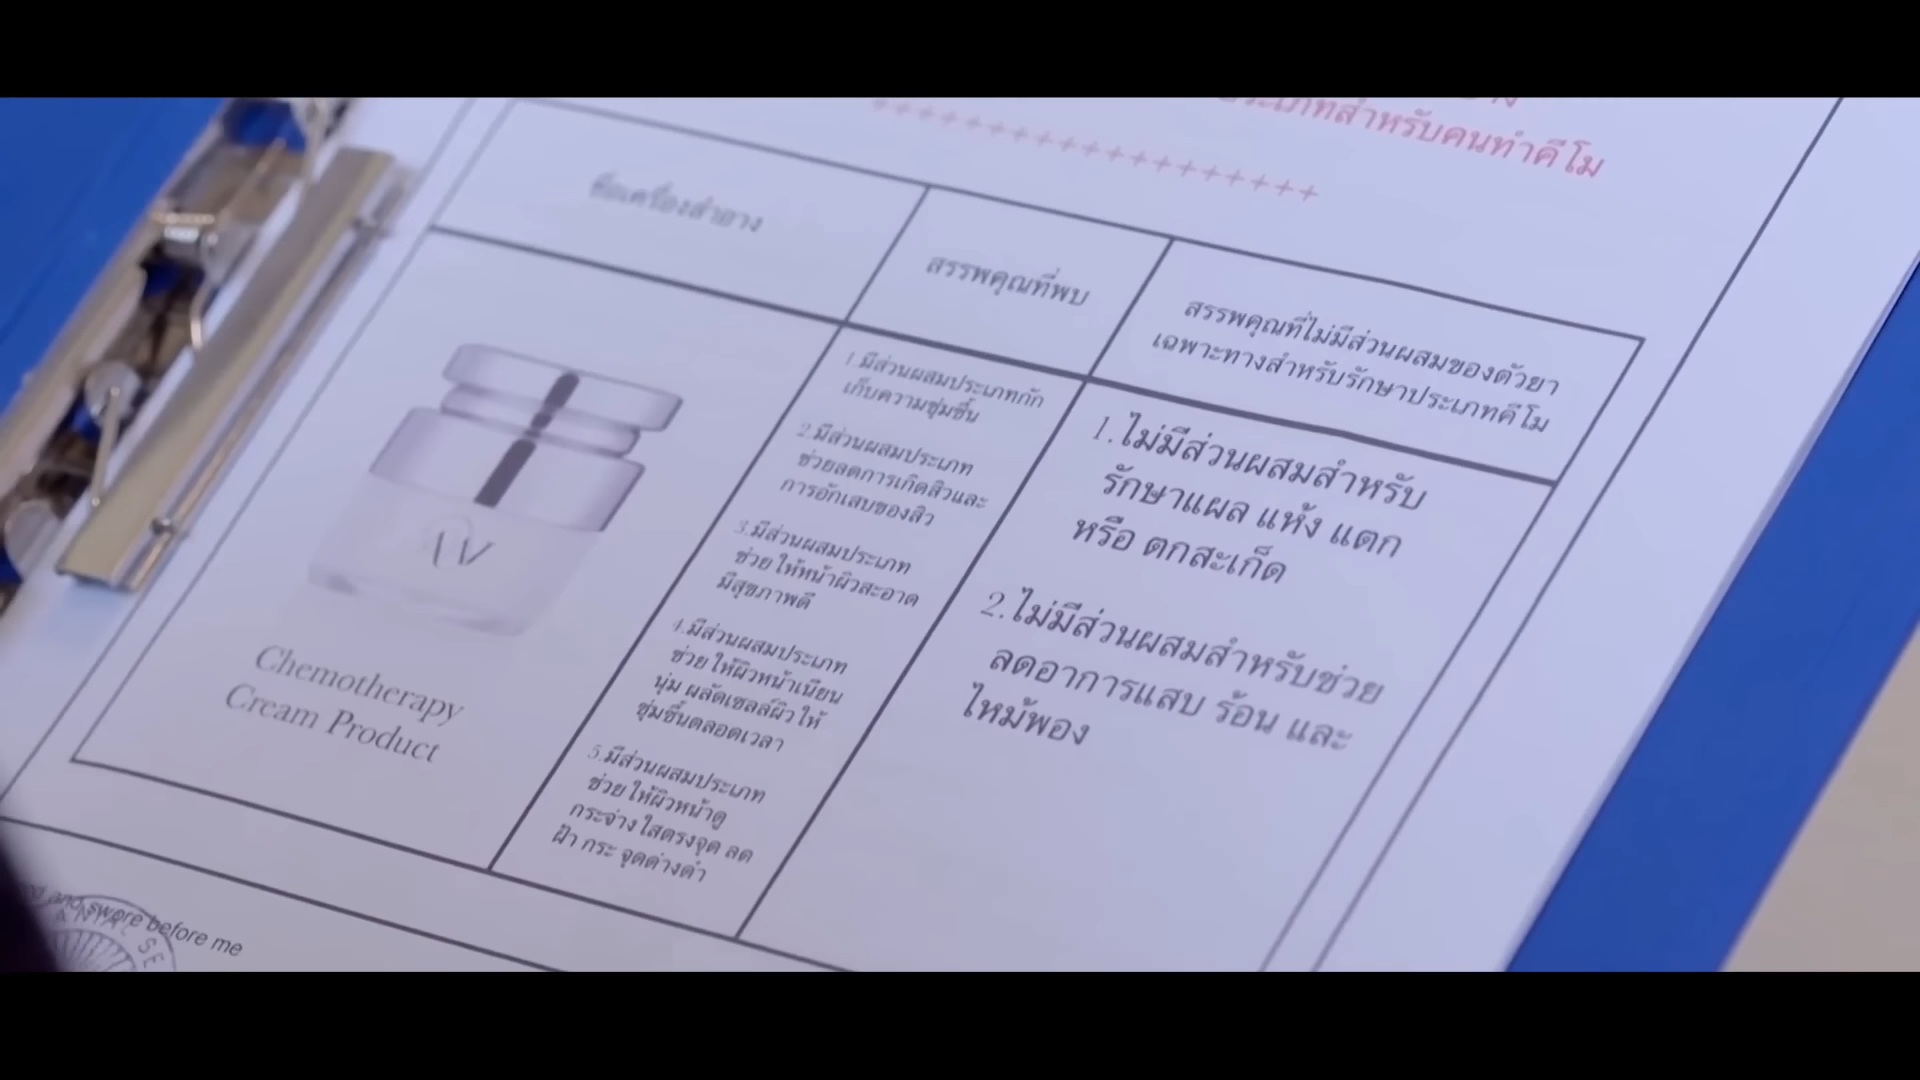 ประเภทสำหรับคนทำคีโม
++++++++++++++++++++
ชื่อเครื่องสำอาง
สรรพคุณที่พบ
สรรพคุณที่ไม่มีส่วนผสมของตัวยา
เฉพาะทางสำหรับรักษาประเภทคีโม
Chemotherapy
Cream Product
1.มีส่วนผสมประเภทกัก
เก็บความชุ่มชื้น
2.มีส่วนผสมประเภท
ช่วยลดการเกิดสิวและ
การอักเสบของสิว
3.มีส่วนผสมประเภท
ช่วยให้หน้าผิวสะอาด
มีสุขภาพดี
4.มีส่วนผสมประเภท
ช่วยให้ผิวหน้าเนียน
นุ่ม ผลัดเซลล์ผิวให้
ชุ่มชื้นตลอดเวลา
5.มีส่วนผสมประเภท
ช่วยให้ผิวหน้าดู
กระจ่างใสตรงจุด ลด
ฝ้า กระ จุดด่างดำ
1.ไม่มีส่วนผสมสำหรับ
รักษาแผล แห้ง แตก
หรือ ตกสะเก็ด
2.ไม่มีส่วนผสมสำหรับช่วย
ลดอาการแสบ ร้อน และ
ไหม้พอง
and swore before me